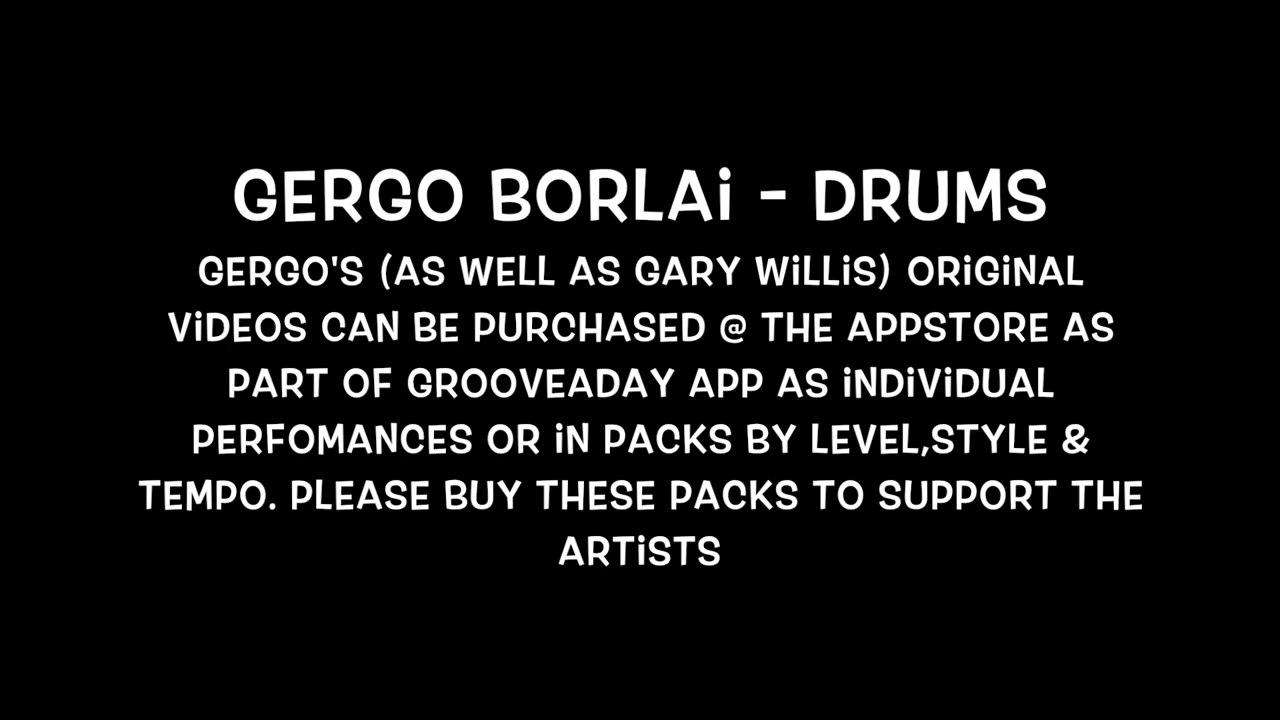 GERGO BORLAi - DRUMS
GERGO'S (AS WELL AS GARY WiLLiS) ORiGiNAL
ViDEOS CAN BE PURCHASED @ THE APPSTORE AS
PART OF GROOVEADAY APP AS iNDiViDUAL
PERFOMANCES OR iN PACKS BY LEVEL,STYLE &
TEMPO. PLEASE BUY THESE PACKS TO SUPPORT THE
ARTiSTS